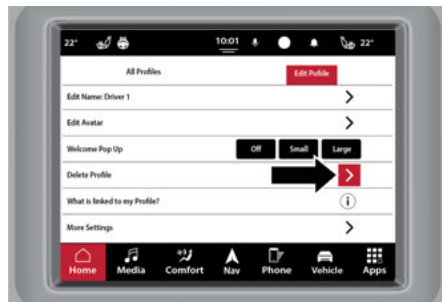 22° 10:01 22°
All Profiles Edit Pofile
Edit Name: Driver 1
Edit Avatar
Welcome Pop Up Off Small Large
Delete Profile
What is linked to my Profile?
More Settings
Home Media Comfort Nav Phone Vehicle Apps